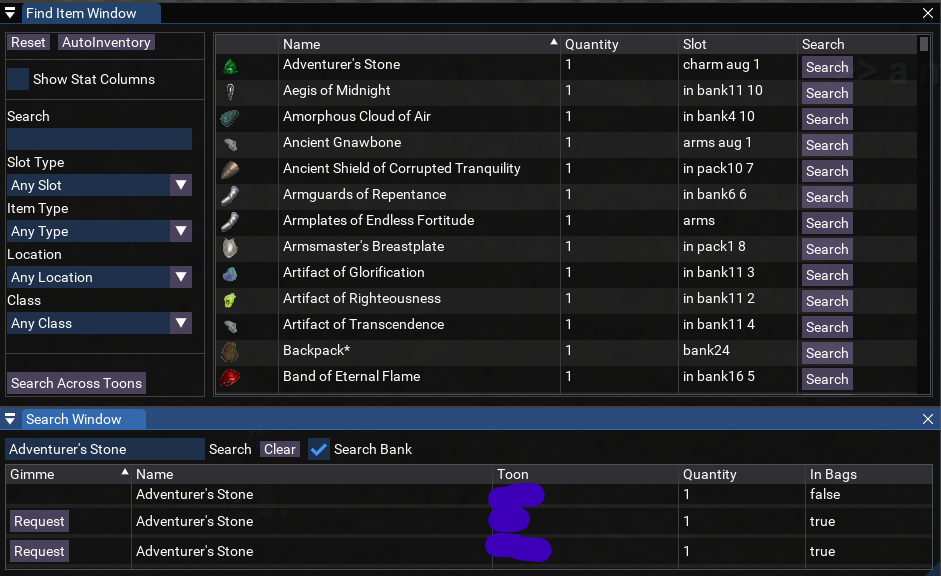 Find Item Window
Reset AutoInventory
Show Stat Columns
Search
Slot Type
Any Slot
Item Type
Any Type
Location
Any Location
Class
Any Class
Search Across Toons
Name Quantity Slot Search
Adventurer's Stone 1 charm aug 1 Search
Aegis of Midnight 1 in bank11 10 Search
Amorphous Cloud of Air 1 in bank4 10 Search
Ancient Gnawbone 1 arms aug 1 Search
Ancient Shield of Corrupted Tranquility 1 in pack10 7 Search
Armguards of Repentance 1 in bank6 6 Search
Armplates of Endless Fortitude 1 arms Search
Armsmaster's Breastplate 1 in pack1 8 Search
Artifact of Glorification 1 in bank11 3 Search
Artifact of Righteousness 1 in bank11 2 Search
Artifact of Transcendence 1 in bank11 4 Search
Backpack* 1 bank24 Search
Band of Eternal Flame 1 in bank16 5 Search
Search Window
Adventurer's Stone Search Clear Search Bank
Gimme Name Toon Quantity In Bags
Adventurer's Stone 1 false
Request Adventurer's Stone 1 true
Request Adventurer's Stone 1 true